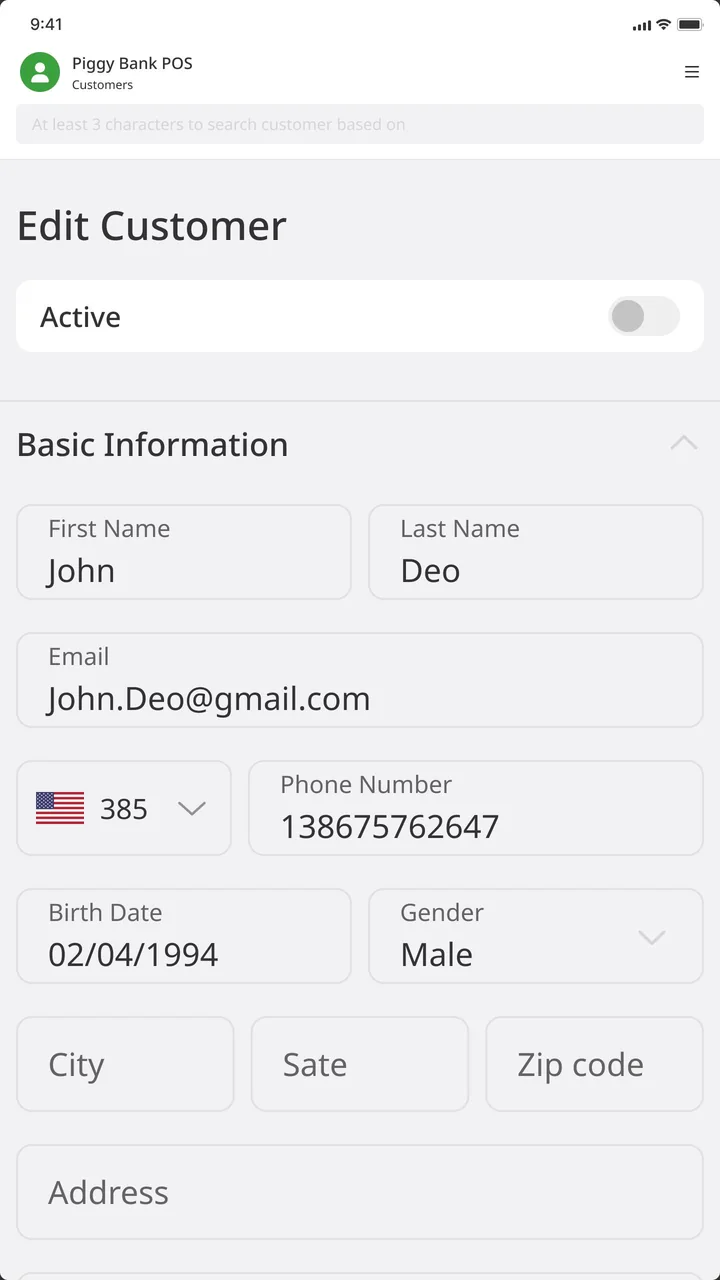 9:41
Piggy Bank POS
Customers
At least 3 characters to search customer based on
Edit Customer
Active
Basic Information
First Name
John
Last Name
Deo
Email
John.Deo@gmail.com
385
Phone Number
138675762647
Birth Date
02/04/1994
Gender
Male
City
Sate
Zip code
Address